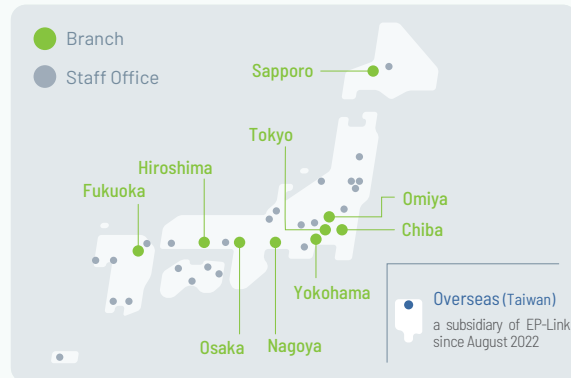 Branch
Staff Office
Sapporo
Tokyo
Hiroshima
Fukuoka
Omiya
Chiba
Yokohama
Osaka
Nagoya
Overseas (Taiwan)
a subsidiary of EP-Link
since August 2022